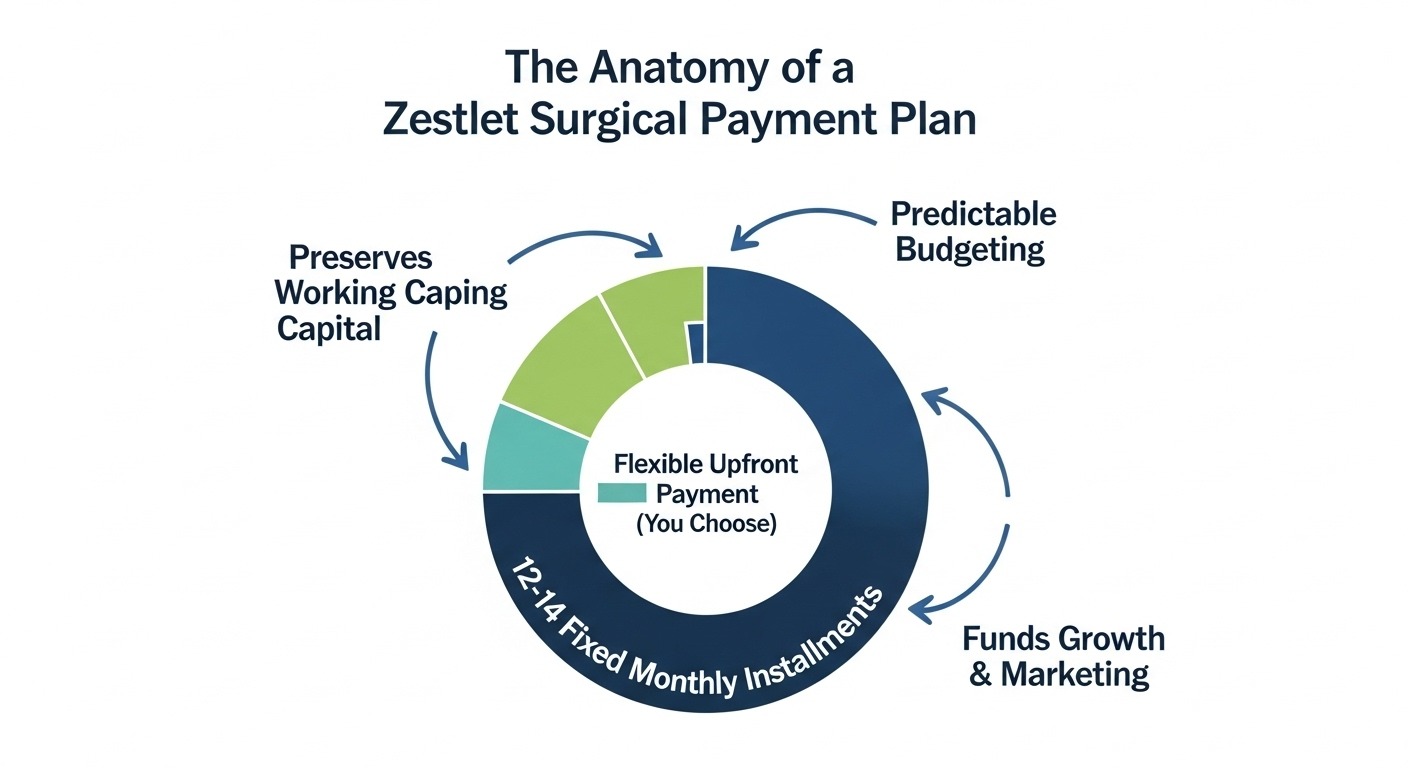 The Anatomy of a
Zestlet Surgical Payment Plan
Predictable
Budgeting
Preserves
Working Caping
Capital
Flexible Upfront
Payment
(You Choose)
12-14 Fixed Monthly Installments
Funds Growth
& Marketing